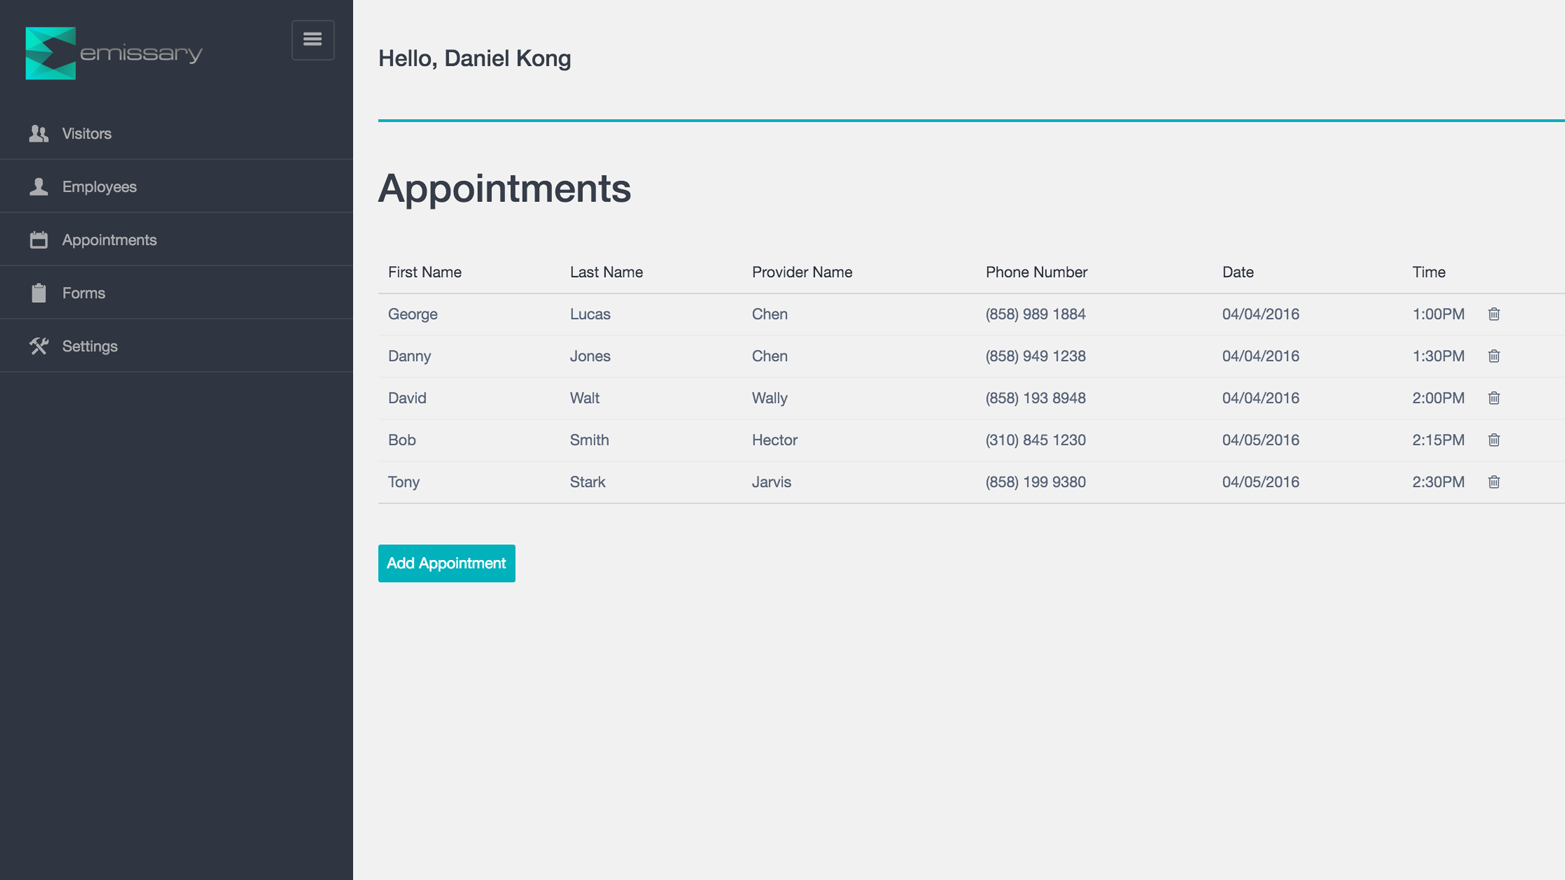 emissary
Visitors
Employees
Appointments
Forms
Settings
Hello, Daniel Kong
Appointments
First Name Last Name Provider Name Phone Number Date Time
George Lucas Chen (858) 989 1884 04/04/2016 1:00PM
Danny Jones Chen (858) 949 1238 04/04/2016 1:30PM
David Walt Wally (858) 193 8948 04/04/2016 2:00PM
Bob Smith Hector (310) 845 1230 04/05/2016 2:15PM
Tony Stark Jarvis (858) 199 9380 04/05/2016 2:30PM
Add Appointment